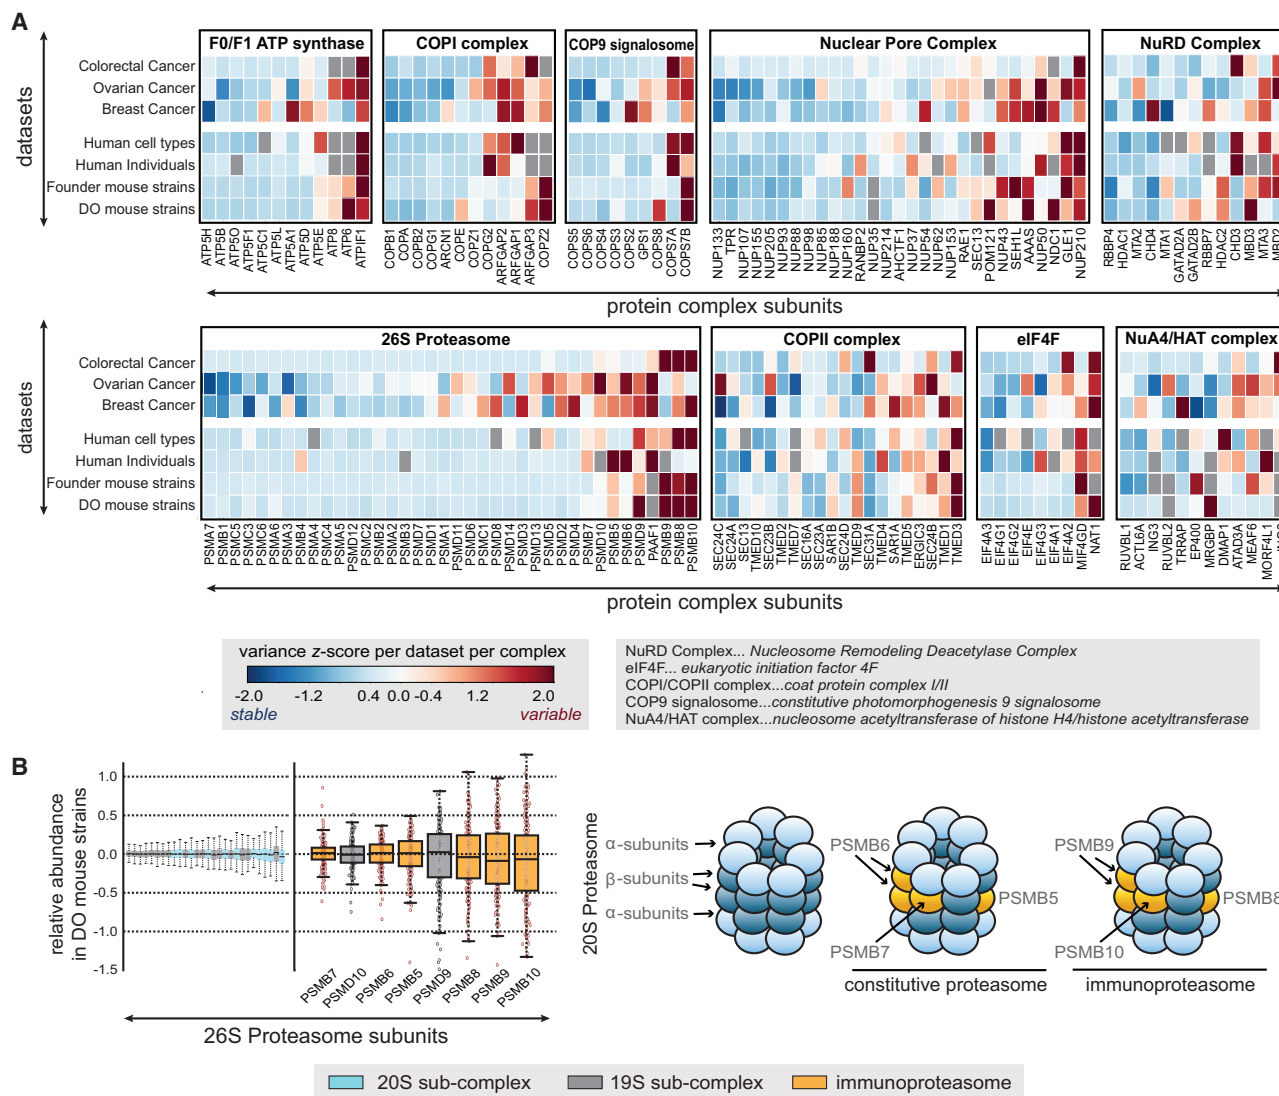 A
F0/F1 ATP synthase
COPI complex
COP9 signalosome
Nuclear Pore Complex
NuRD Complex
datasets
Colorectal Cancer
Ovarian Cancer
Breast Cancer
Human cell types
Human Individuals
Founder mouse strains
DO mouse strains
ATP5H
ATP5B
ATP5O
ATP5F1
ATP5C1
ATP5L
ATP5A1
ATP5D
ATP5E
ATP8
ATP6
ATPIF1
COPB1
COPA
COPB2
COPG1
ARCN1
COPE
COPZ1
COPG2
ARFGAP2
ARFGAP1
ARFGAP3
COPZ2
COPS5
COPS6
COPS4
COPS3
COPS2
GPS1
COPS8
COPS7A
COPS7B
NUP133
TPR
NUP107
NUP155
NUP205
NUP93
NUP88
NUP98
NUP85
NUP188
NUP160
RANBP2
NUP35
NUP214
AHCTF1
NUP37
NUP54
NUP62
NUP153
RAE1
SEC13
POM121
NUP43
SEH1L
AAAS
NUP50
NDC1
GLE1
NUP210
RBBP4
HDAC1
MTA2
CHD4
MTA1
GATAD2A
GATAD2B
RBBP7
HDAC2
CHD3
MBD3
MTA3
MBD2
protein complex subunits
26S Proteasome
COPII complex
eIF4F
NuA4/HAT complex
datasets
Colorectal Cancer
Ovarian Cancer
Breast Cancer
Human cell types
Human Individuals
Founder mouse strains
DO mouse strains
PSMA7
PSMB1
PSMC5
PSMC3
PSMC6
PSMA6
PSMA3
PSMB4
PSMA4
PSMC4
PSMA5
PSMD12
PSMC2
PSMB2
PSMA2
PSMB3
PSMD7
PSMD1
PSMA1
PSMD11
PSMD6
PSMC1
PSMD8
PSMD14
PSMD3
PSMD13
PSMD5
PSMD2
PSMD4
PSMB7
PSMD10
PSMB5
PSMB6
PSMD9
PAAF1
PSMB9
PSMB8
PSMB10
SEC24C
SEC24A
SEC13
TMED10
SEC23B
TMED2
TMED7
SEC16A
SEC23A
SAR1B
SEC24D
TMED9
SEC31A
TMED4
SAR1A
TMED5
ERGIC3
SEC24B
TMED1
TMED3
EIF4A3
EIF4G1
EIF4G2
EIF4E
EIF4G3
EIF4A1
EIF4A2
MIF4GD
NAT1
RUVBL1
ACTL6A
ING3
RUVBL2
TRRAP
EP400
MRGBP
DMAP1
ATAD3A
MEAF6
MORF4L1
protein complex subunits
variance z-score per dataset per complex
-2.0 -1.2 0.4 0.0 -0.4 1.2 2.0
stable variable
NuRD Complex... Nucleosome Remodeling Deacetylase Complex
eIF4F... eukaryotic initiation factor 4F
COPI/COPII complex...coat protein complex I/II
COP9 signalosome...constitutive photomorphogenesis 9 signalosome
NuA4/HAT complex...nucleosome acetyltransferase of histone H4/histone acetyltransferase
B
relative abundance
in DO mouse strains
1.0
0.5
0.0
-0.5
-1.0
-1.5
PSMB7
PSMD10
PSMB6
PSMB5
PSMD9
PSMB8
PSMB9
PSMB10
26S Proteasome subunits
20S Proteasome
α-subunits
β-subunits
α-subunits
PSMB6
PSMB5
PSMB7
constitutive proteasome
PSMB9
PSMB8
PSMB10
immunoproteasome
20S sub-complex
19S sub-complex
immunoproteasome